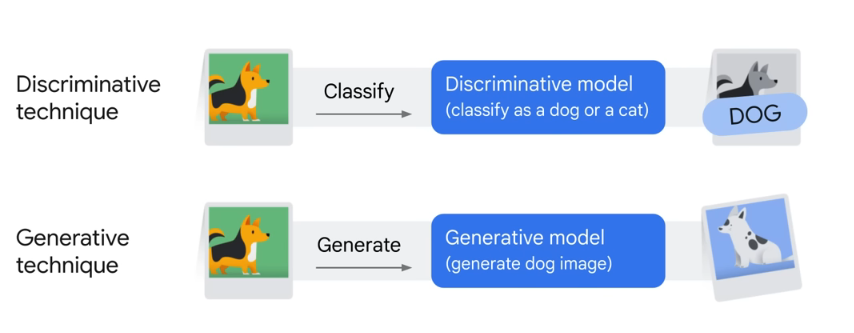 Discriminative
technique
Classify
Discriminative model
(classify as a dog or a cat)
DOG
Generative
technique
Generate
Generative model
(generate dog image)